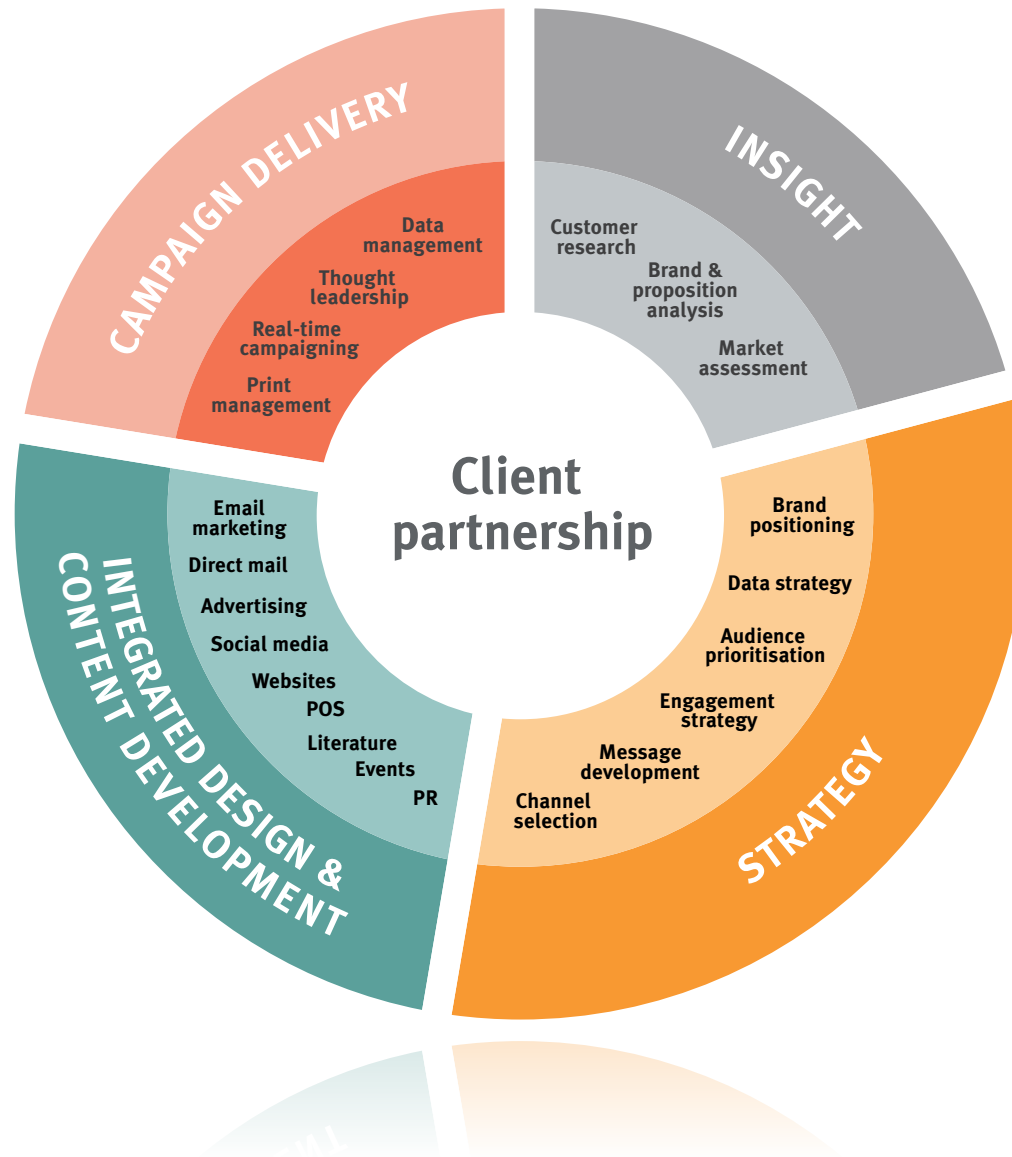 CAMPAIGN DELIVERY
Data
management
Thought
leadership
Real-time
campaigning
Print
management
INSIGHT
Customer
research
Brand &
proposition
analysis
Market
assessment
Client
partnership
STRATEGY
Brand
positioning
Data strategy
Audience
prioritisation
Engagement
strategy
Message
development
Channel
selection
INTEGRATED DESIGN &
CONTENT DEVELOPMENT
Email
marketing
Direct mail
Advertising
Social media
Websites
POS
Literature
Events
PR